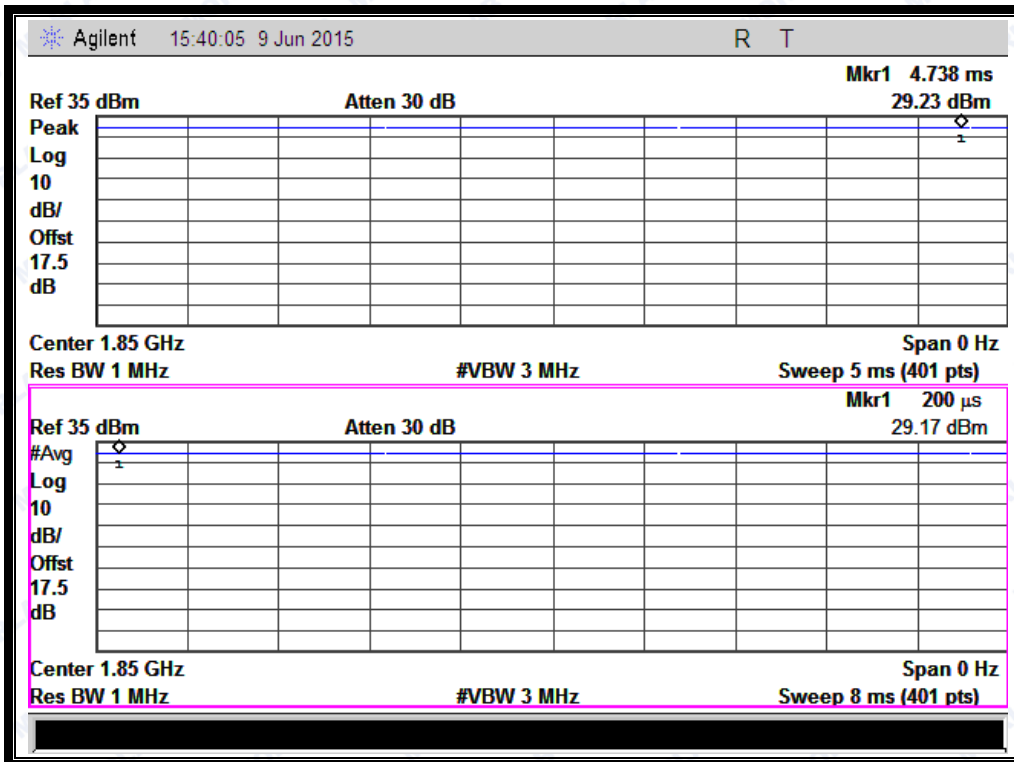 Agilent 15:40:05 9 Jun 2015 R T
Mkr1 4.738 ms
Ref 35 dBm Atten 30 dB 29.23 dBm
Peak
1
Log
10
dB/
Offst
17.5
dB
Center 1.85 GHz Span 0 Hz
Res BW 1 MHz #VBW 3 MHz Sweep 5 ms (401 pts)
Mkr1 200 μs
Ref 35 dBm Atten 30 dB 29.17 dBm
#Avg
1
Log
10
dB/
Offst
17.5
dB
Center 1.85 GHz Span 0 Hz
Res BW 1 MHz #VBW 3 MHz Sweep 8 ms (401 pts)